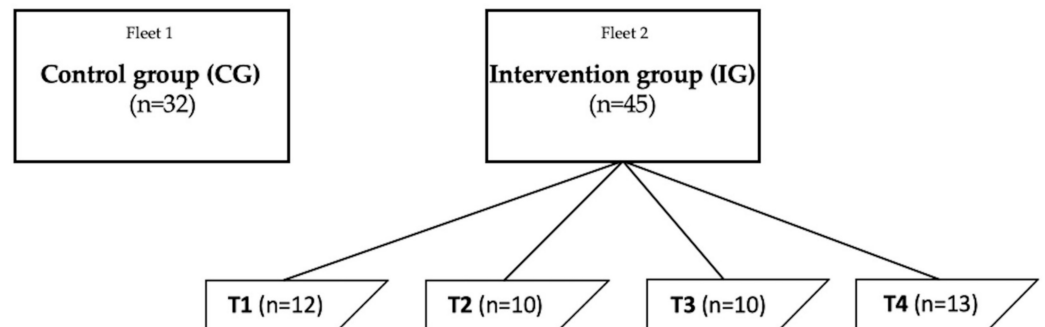 Fleet 1
Control group (CG)
(n=32)
Fleet 2
Intervention group (IG)
(n=45)
T1 (n=12)
T2 (n=10)
T3 (n=10)
T4 (n=13)